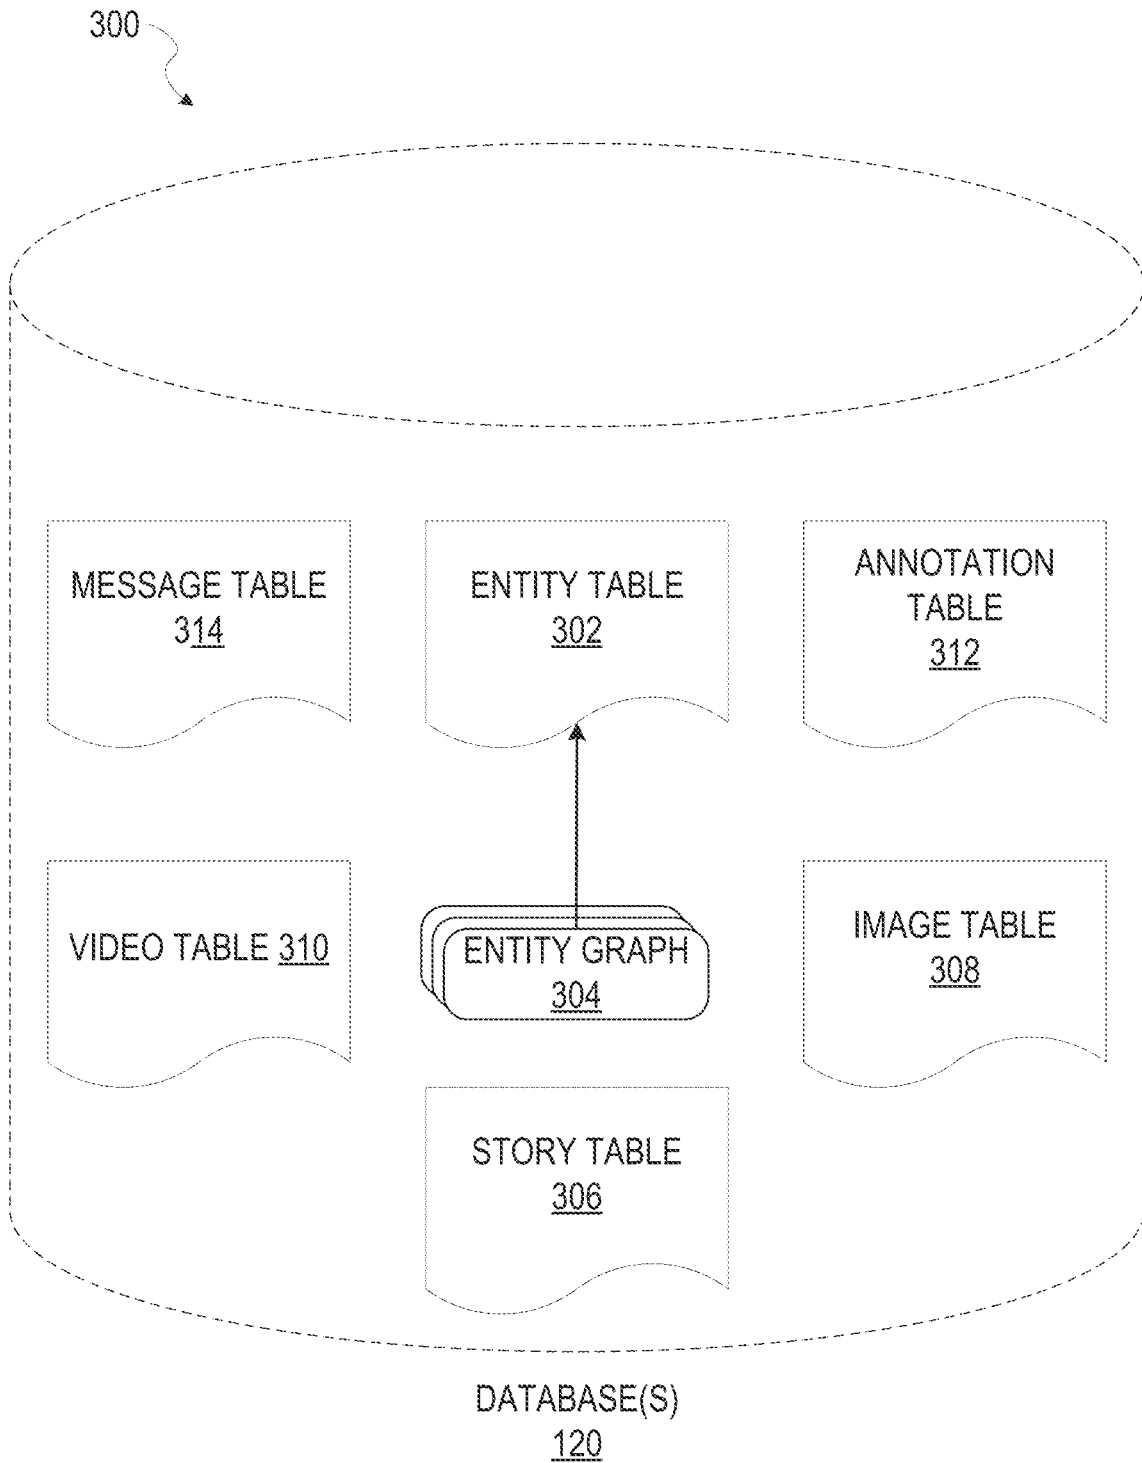 300
MESSAGE TABLE
314
ENTITY TABLE
302
ANNOTATION
TABLE
312
VIDEO TABLE 310
ENTITY GRAPH
304
IMAGE TABLE
308
STORY TABLE
306
DATABASE(S)
120